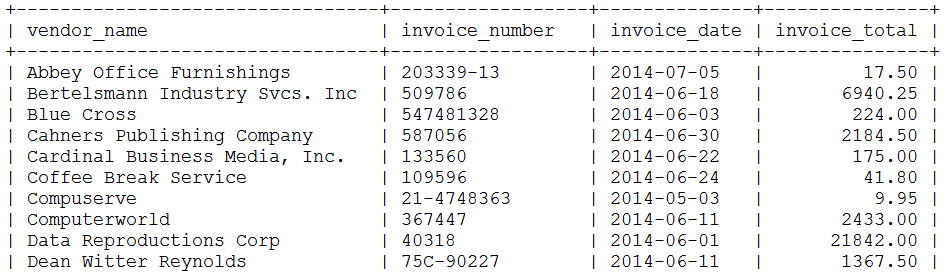 +---------------------------------+------------------+--------------+---------------+
| vendor_name                     | invoice_number   | invoice_date | invoice_total |
+---------------------------------+------------------+--------------+---------------+
| Abbey Office Furnishings        | 203339-13        | 2014-07-05   |         17.50 |
| Bertelsmann Industry Svcs. Inc  | 509786           | 2014-06-18   |       6940.25 |
| Blue Cross                      | 547481328        | 2014-06-03   |        224.00 |
| Cahners Publishing Company      | 587056           | 2014-06-30   |       2184.50 |
| Cardinal Business Media, Inc.   | 133560           | 2014-06-22   |        175.00 |
| Coffee Break Service            | 109596           | 2014-06-24   |         41.80 |
| Compuserve                      | 21-4748363       | 2014-05-03   |          9.95 |
| Computerworld                   | 367447           | 2014-06-11   |       2433.00 |
| Data Reproductions Corp         | 40318            | 2014-06-01   |      21842.00 |
| Dean Witter Reynolds            | 75C-90227        | 2014-06-11   |       1367.50 |